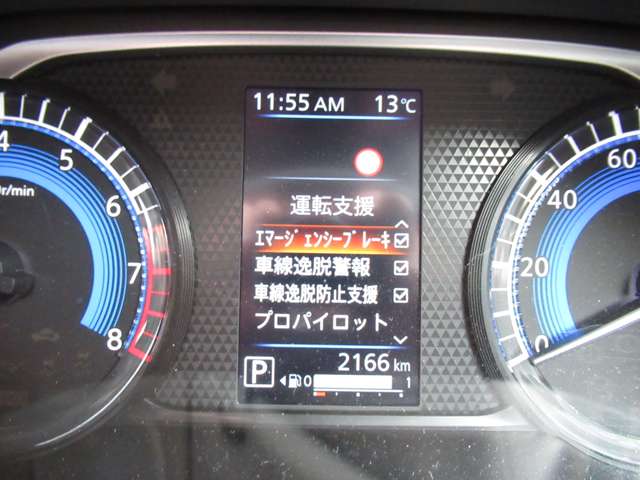 11:55 AM 13℃
運転支援
ｴﾏｰｼﾞｪﾝｼｰﾌﾞﾚｰｷ
車線逸脱警報
車線逸脱防止支援
プロパイロット
2166 km
P 0 1
4 5 6 7 8
r/min
0 20 40 60